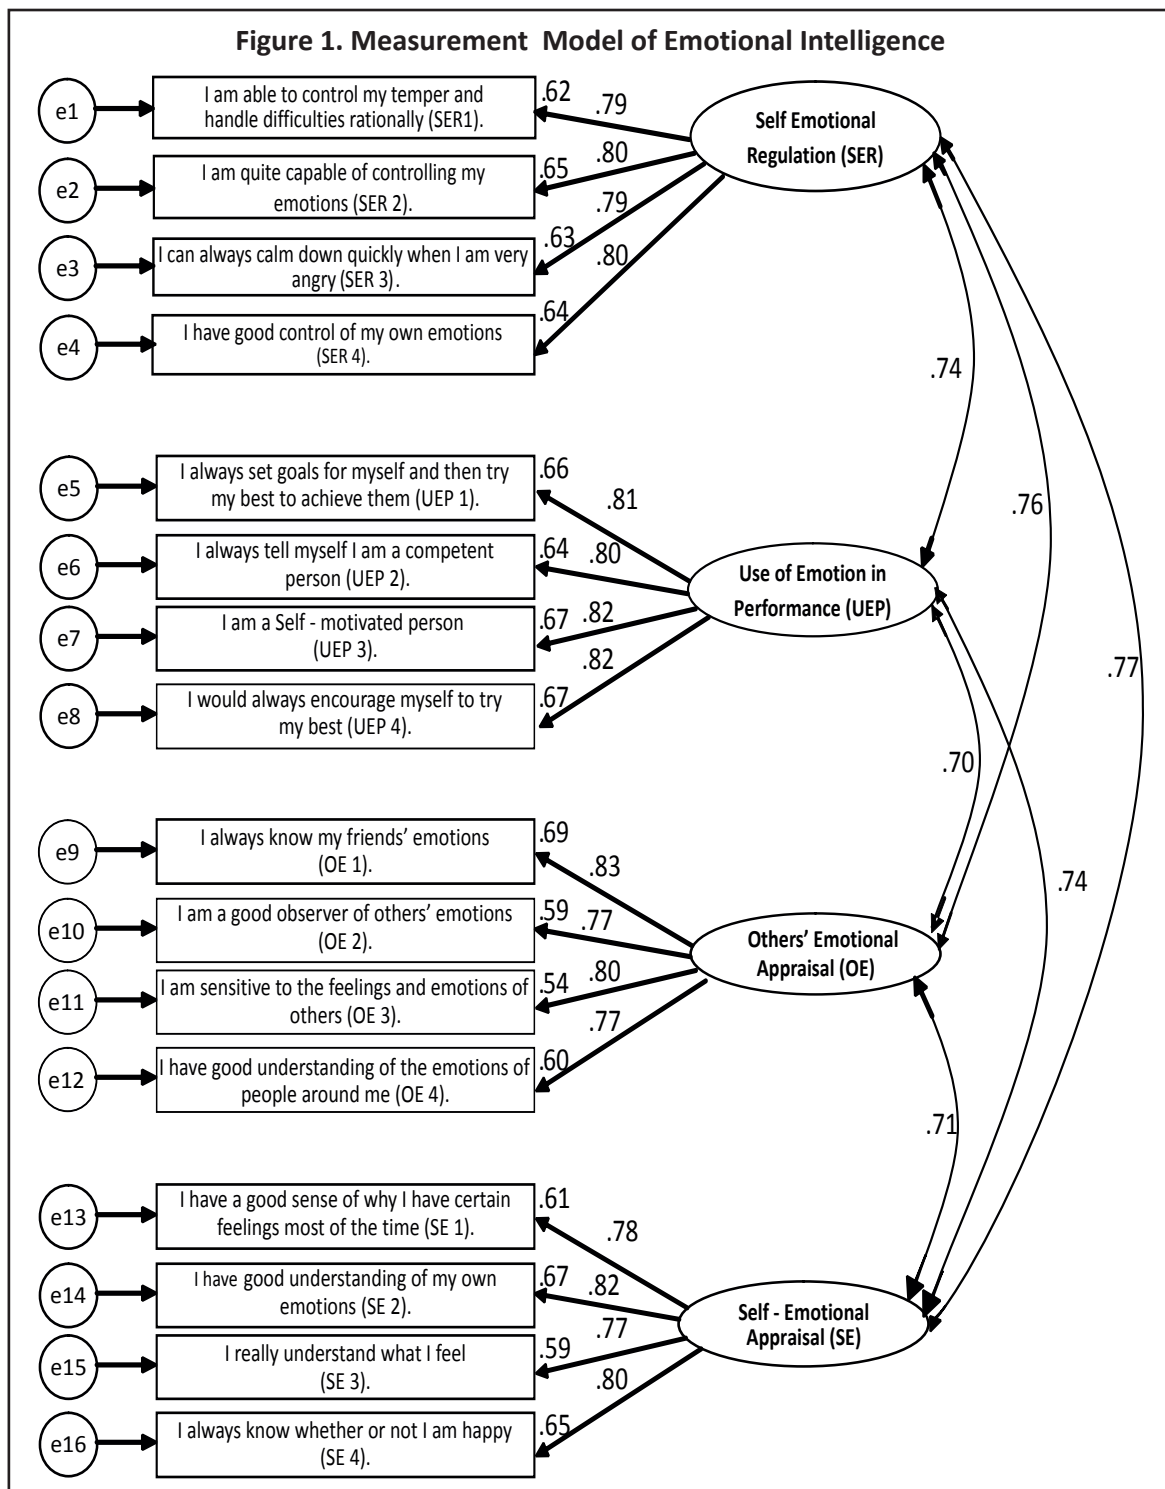 Figure 1. Measurement Model of Emotional Intelligence
e1
I am able to control my temper and
handle difficulties rationally (SER1).
.62
.79
e2
I am quite capable of controlling my
emotions (SER 2).
.65
.80
e3
I can always calm down quickly when I am very
angry (SER 3).
.63
.79
e4
I have good control of my own emotions
(SER 4).
.64
.80
Self Emotional
Regulation (SER)
.74
.76
.77
e5
I always set goals for myself and then try
my best to achieve them (UEP 1).
.66
.81
e6
I always tell myself I am a competent
person (UEP 2).
.64
.80
e7
I am a Self - motivated person
(UEP 3).
.67
.82
e8
I would always encourage myself to try
my best (UEP 4).
.67
.82
Use of Emotion in
Performance (UEP)
.70
.74
e9
I always know my friends’ emotions
(OE 1).
.69
.83
e10
I am a good observer of others’ emotions
(OE 2).
.59
.77
e11
I am sensitive to the feelings and emotions of
others (OE 3).
.54
.80
e12
I have good understanding of the emotions of
people around me (OE 4).
.60
.77
Others’ Emotional
Appraisal (OE)
.71
e13
I have a good sense of why I have certain
feelings most of the time (SE 1).
.61
.78
e14
I have good understanding of my own
emotions (SE 2).
.67
.82
e15
I really understand what I feel
(SE 3).
.59
.77
e16
I always know whether or not I am happy
(SE 4).
.65
.80
Self - Emotional
Appraisal (SE)